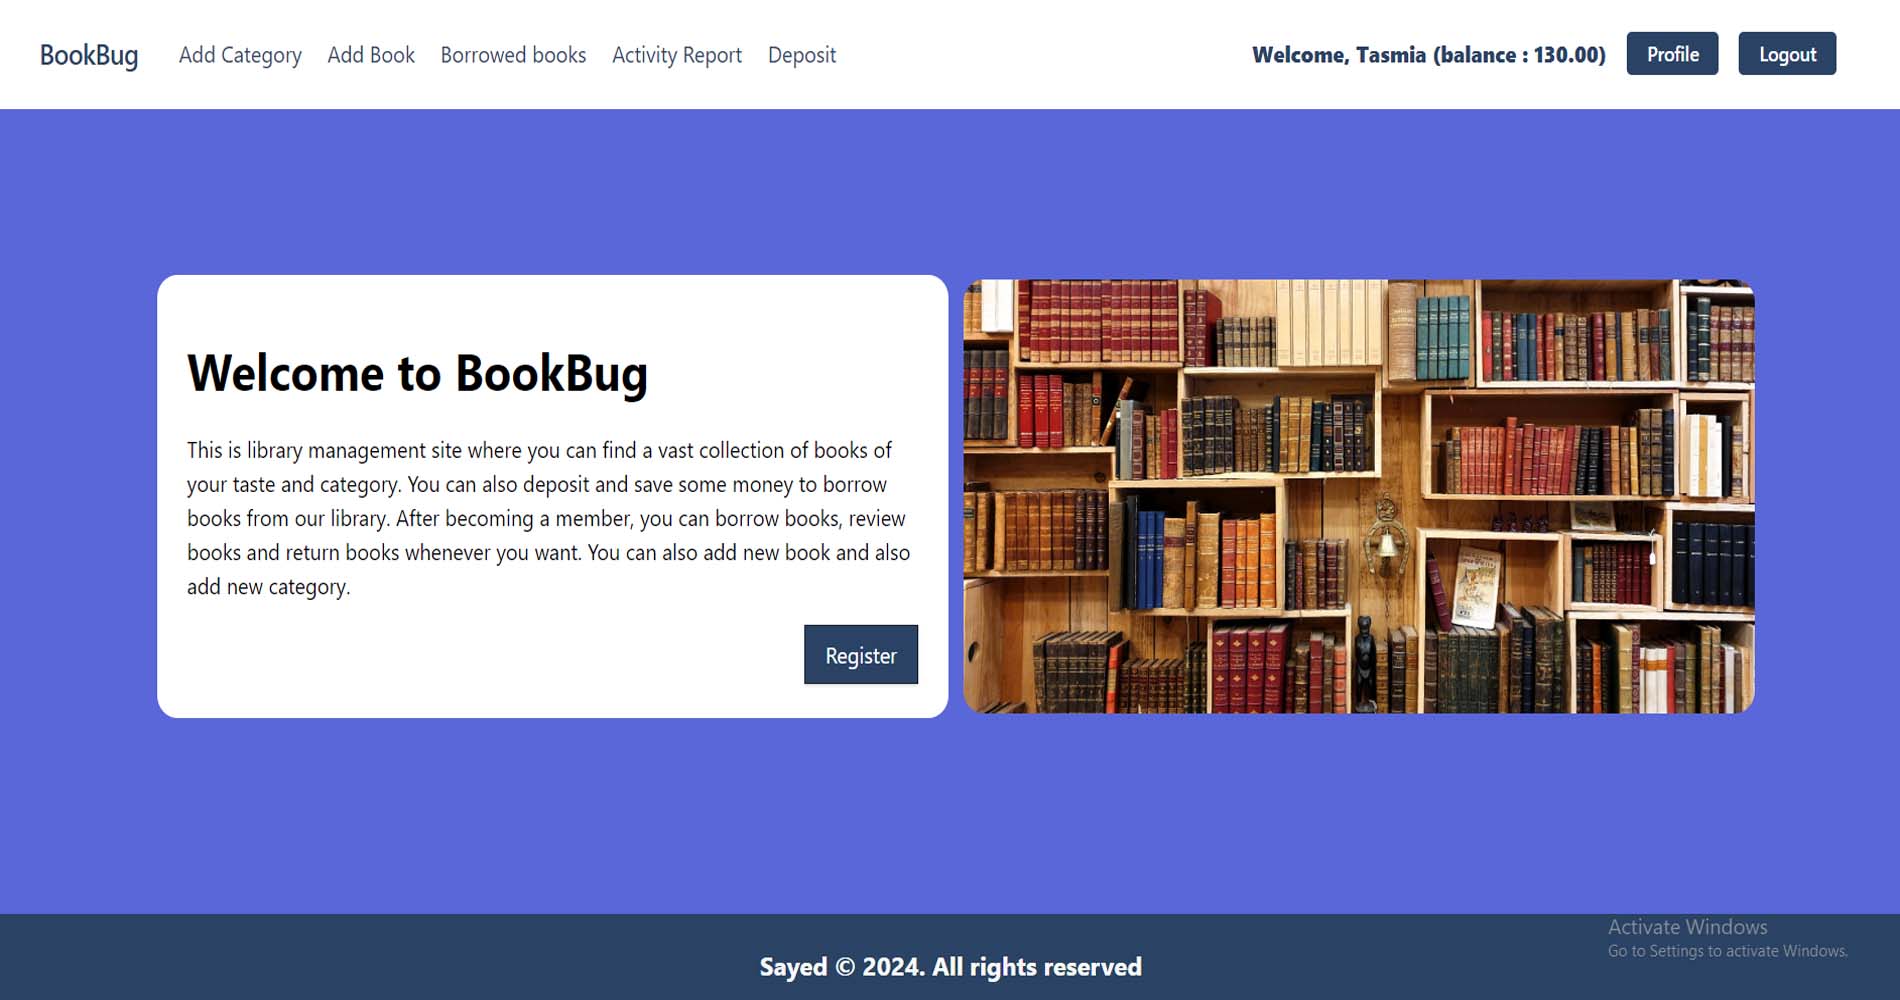 BookBug Add Category Add Book Borrowed books Activity Report Deposit Welcome, Tasmia (balance : 130.00) Profile Logout
Welcome to BookBug
This is library management site where you can find a vast collection of books of
your taste and category. You can also deposit and save some money to borrow
books from our library. After becoming a member, you can borrow books, review
books and return books whenever you want. You can also add new book and also
add new category.
Register
Activate Windows
Go to Settings to activate Windows.
Sayed © 2024. All rights reserved